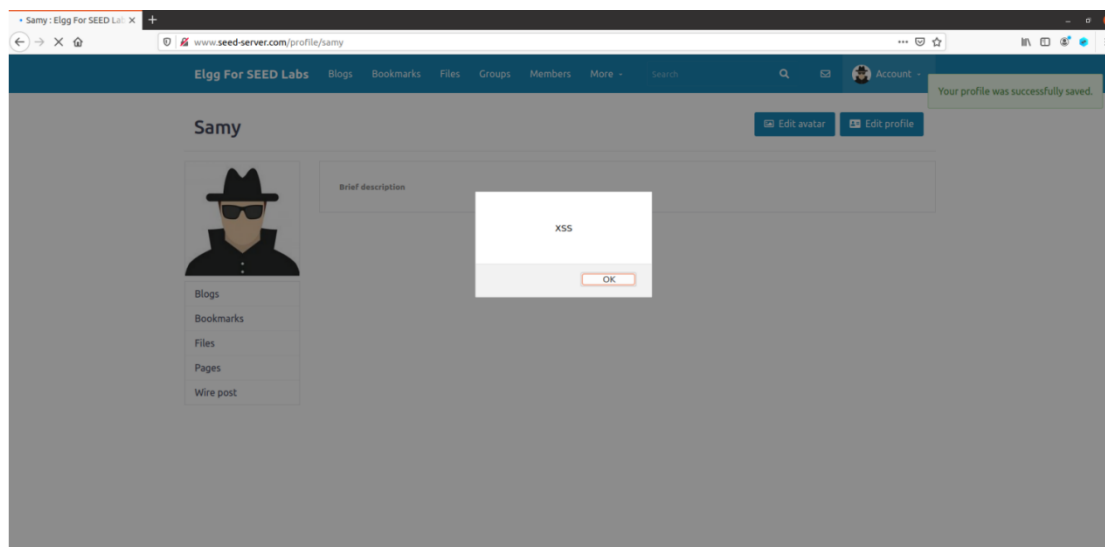 Samy : Elgg For SEED Lab
www.seed-server.com/profile/samy
Elgg For SEED Labs Blogs Bookmarks Files Groups Members More Search Account
Your profile was successfully saved.
Samy
Edit avatar Edit profile
Brief description
XSS
OK
Blogs
Bookmarks
Files
Pages
Wire post